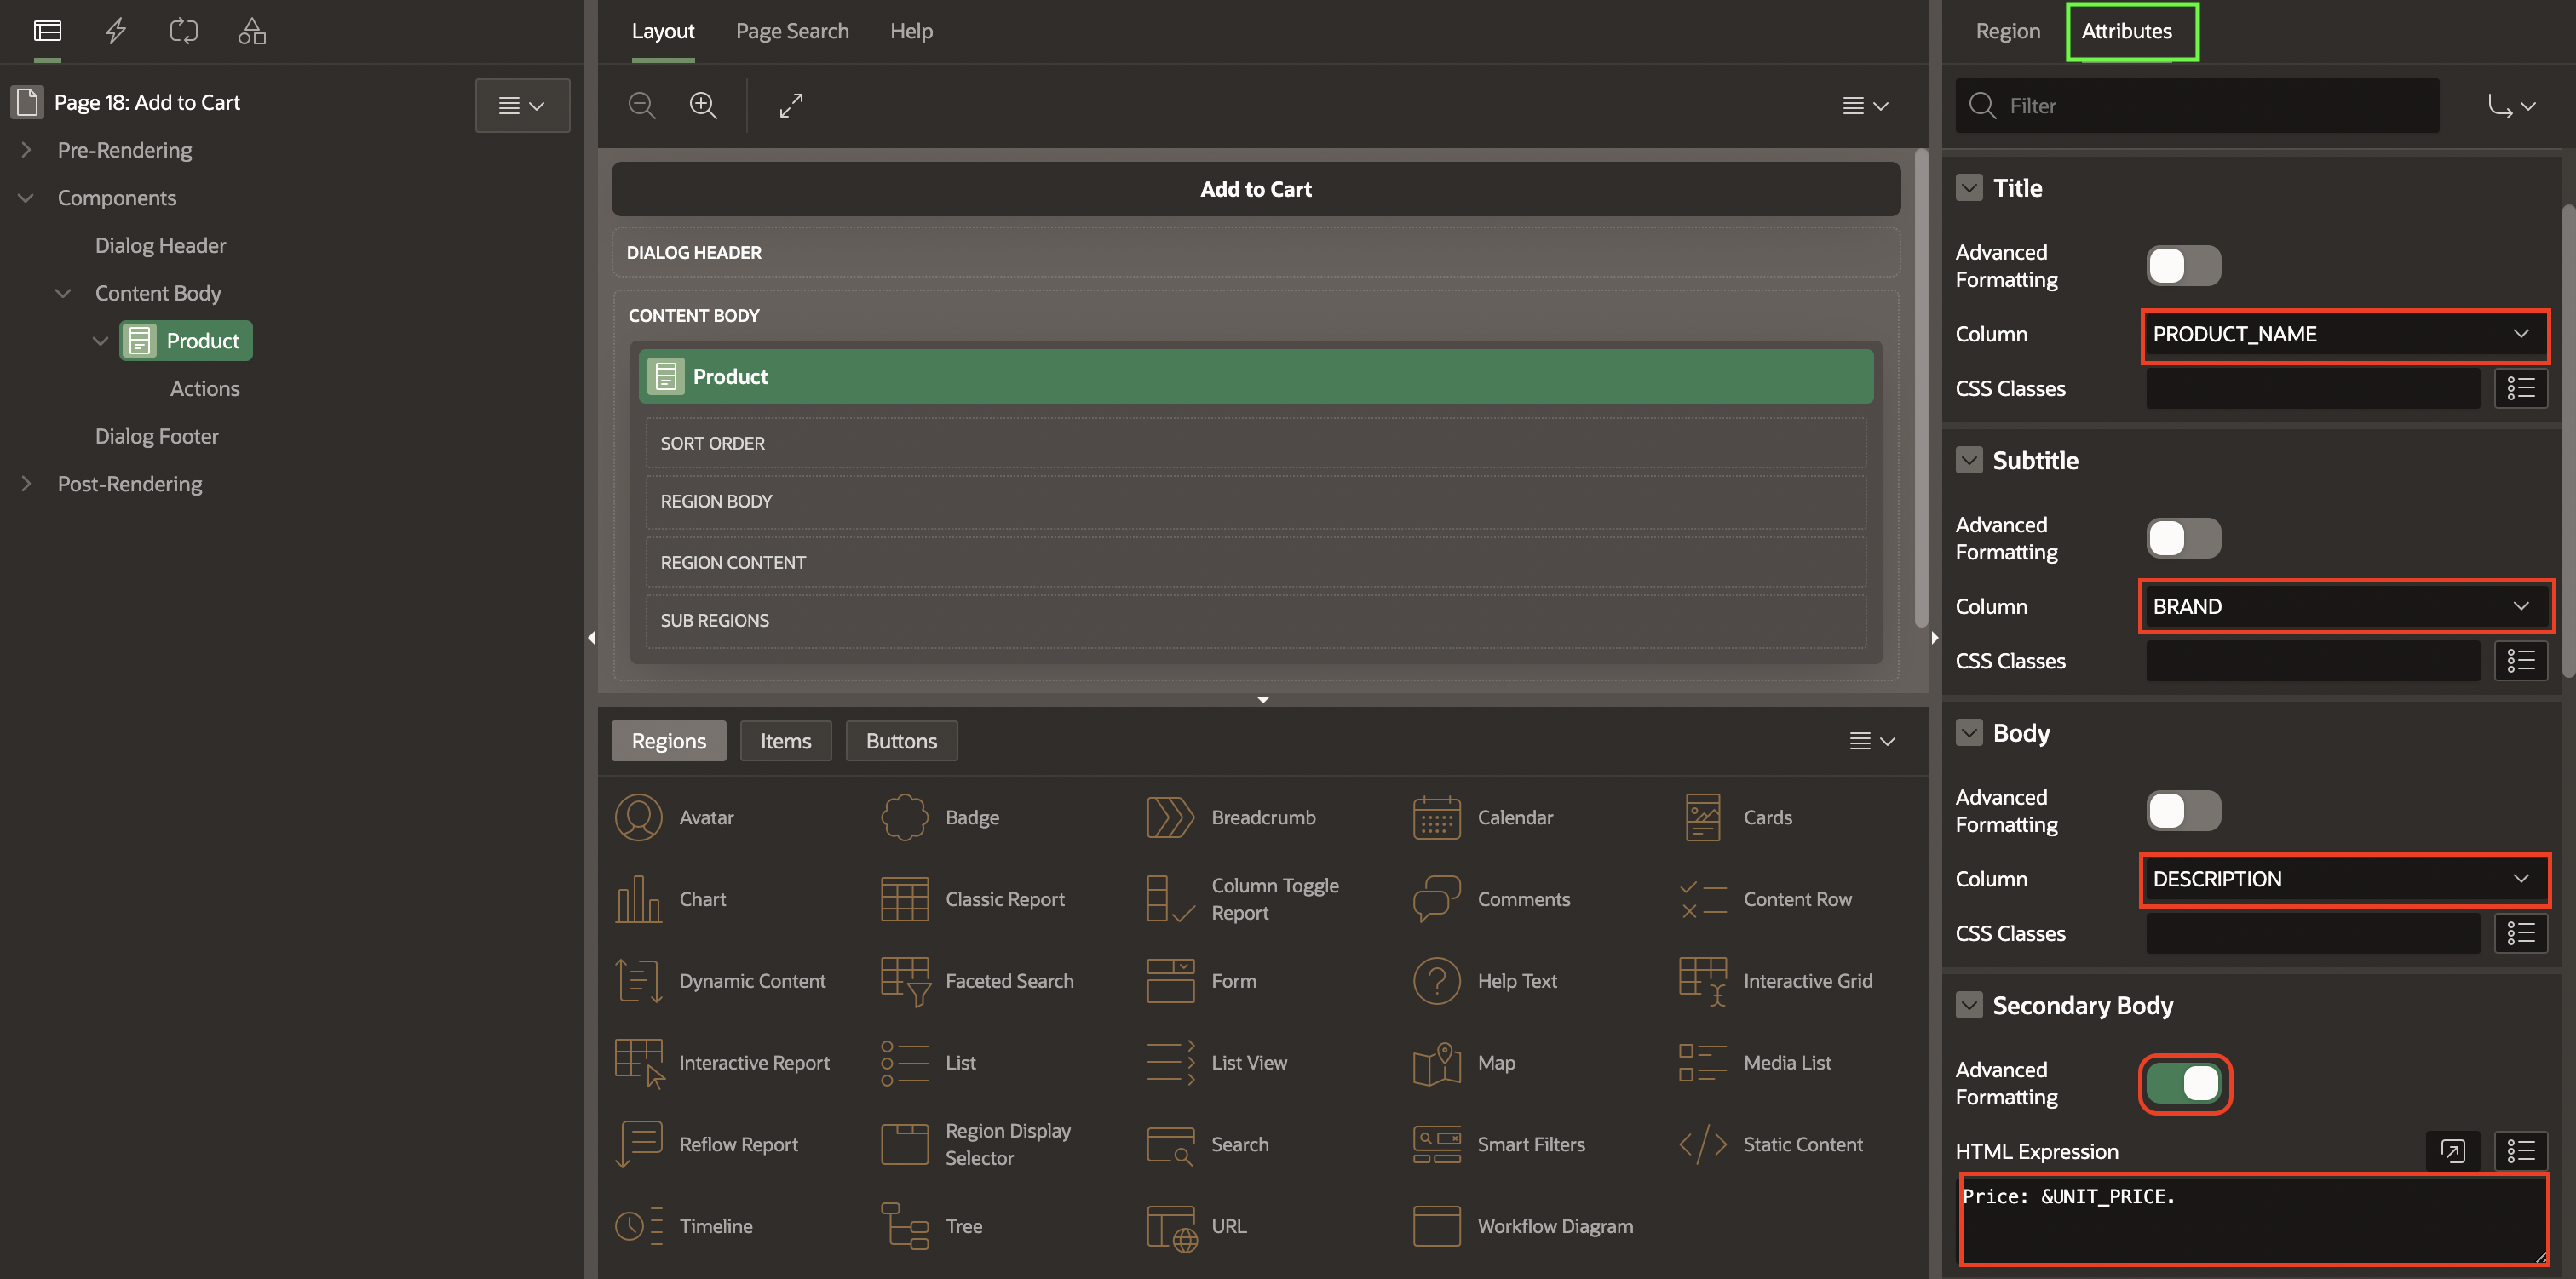 Page 18: Add to Cart
Pre-Rendering
Components
Dialog Header
Content Body
Product
Actions
Dialog Footer
Post-Rendering
Layout
Page Search
Help
Add to Cart
DIALOG HEADER
CONTENT BODY
Product
SORT ORDER
REGION BODY
REGION CONTENT
SUB REGIONS
Regions
Items
Buttons
Avatar
Badge
Breadcrumb
Calendar
Cards
Chart
Classic Report
Column Toggle
Report
Comments
Content Row
Dynamic Content
Faceted Search
Form
Help Text
Interactive Grid
Interactive Report
List
List View
Map
Media List
Reflow Report
Region Display
Selector
Search
Smart Filters
Static Content
Timeline
Tree
URL
Workflow Diagram
Region
Attributes
Filter
Title
Advanced
Formatting
Column
PRODUCT_NAME
CSS Classes
Subtitle
Advanced
Formatting
Column
BRAND
CSS Classes
Body
Advanced
Formatting
Column
DESCRIPTION
CSS Classes
Secondary Body
Advanced
Formatting
HTML Expression
Price: &UNIT_PRICE.